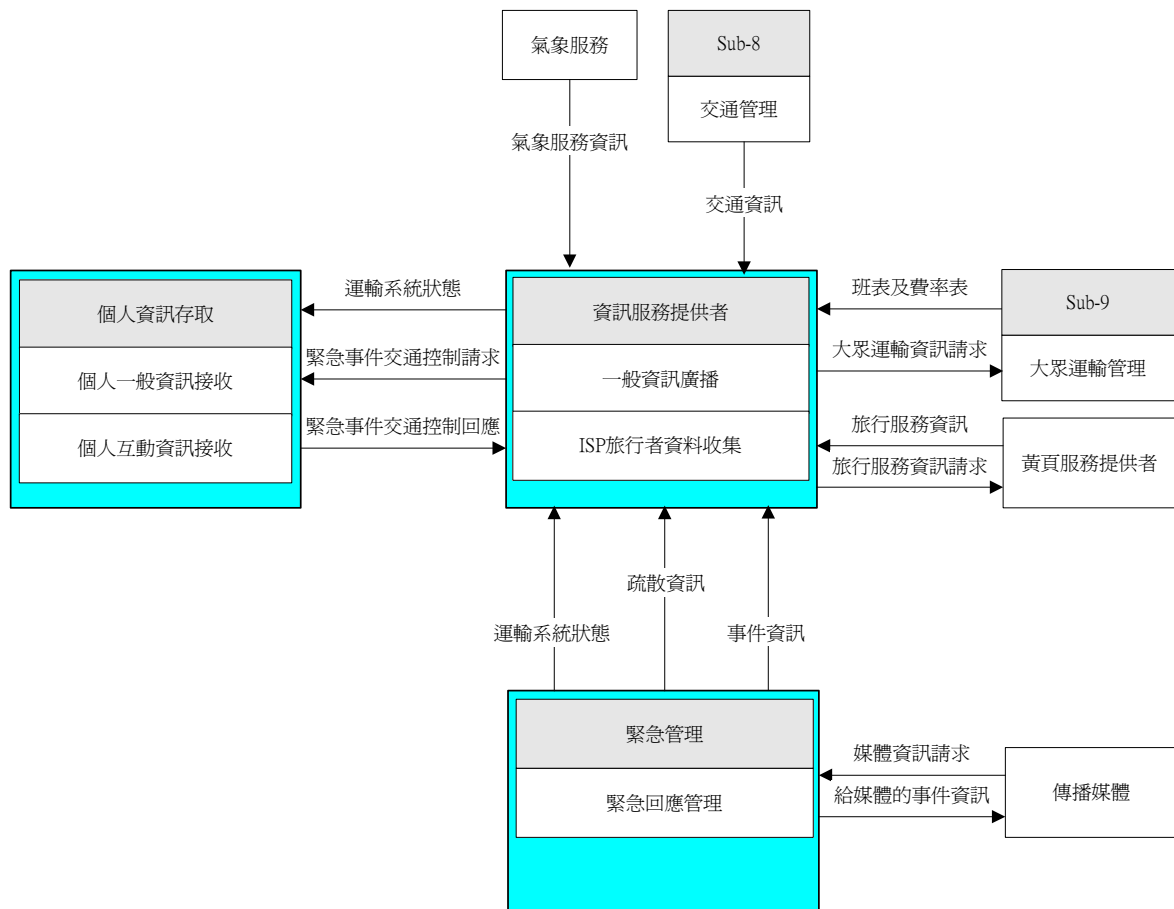 氣象服務
Sub-8
交通管理
氣象服務資訊
交通資訊
個人資訊存取
個人一般資訊接收
個人互動資訊接收
運輸系統狀態
緊急事件交通控制請求
緊急事件交通控制回應
資訊服務提供者
一般資訊廣播
ISP旅行者資料收集
班表及費率表
大眾運輸資訊請求
旅行服務資訊
旅行服務資訊請求
Sub-9
大眾運輸管理
黃頁服務提供者
疏散資訊
運輸系統狀態
事件資訊
緊急管理
緊急回應管理
媒體資訊請求
給媒體的事件資訊
傳播媒體